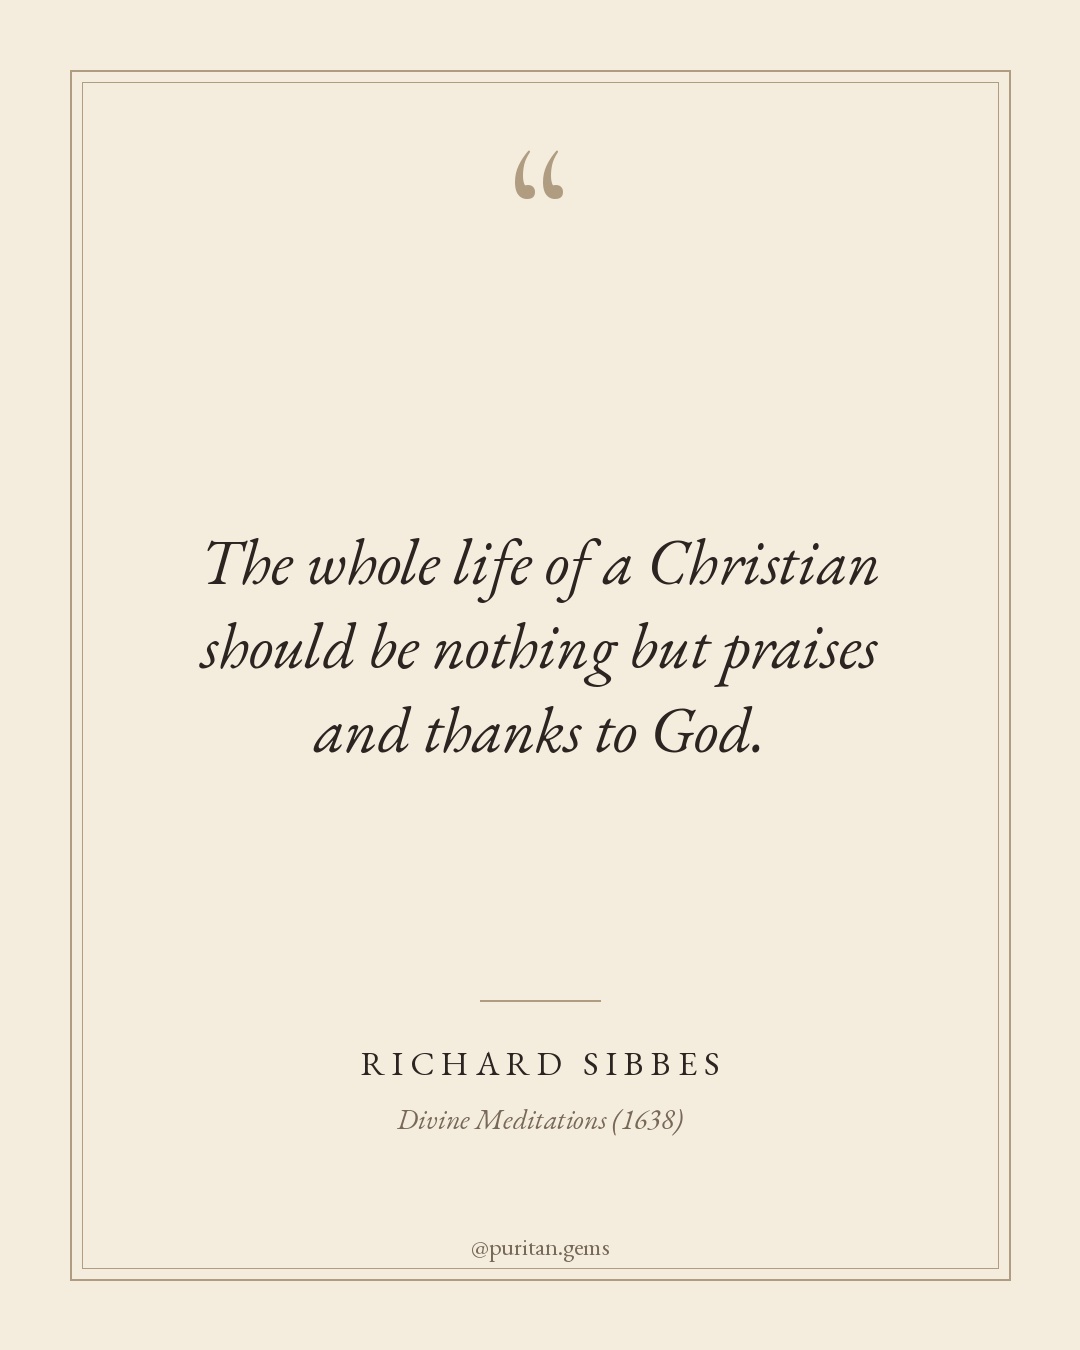 “
The whole life of a Christian
should be nothing but praises
and thanks to God.
RICHARD SIBBES
Divine Meditations (1638)
@puritan.gems